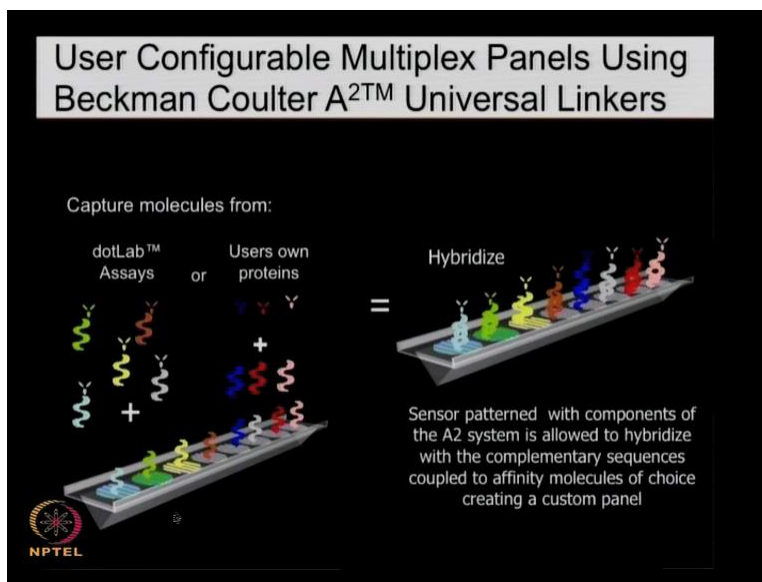 User Configurable Multiplex Panels Using
Beckman Coulter A2TM Universal Linkers
Capture molecules from:
dotLab™
Assays
or
Users own
proteins
+
+
=
Hybridize
Sensor patterned with components of
the A2 system is allowed to hybridize
with the complementary sequences
coupled to affinity molecules of choice
creating a custom panel
NPTEL